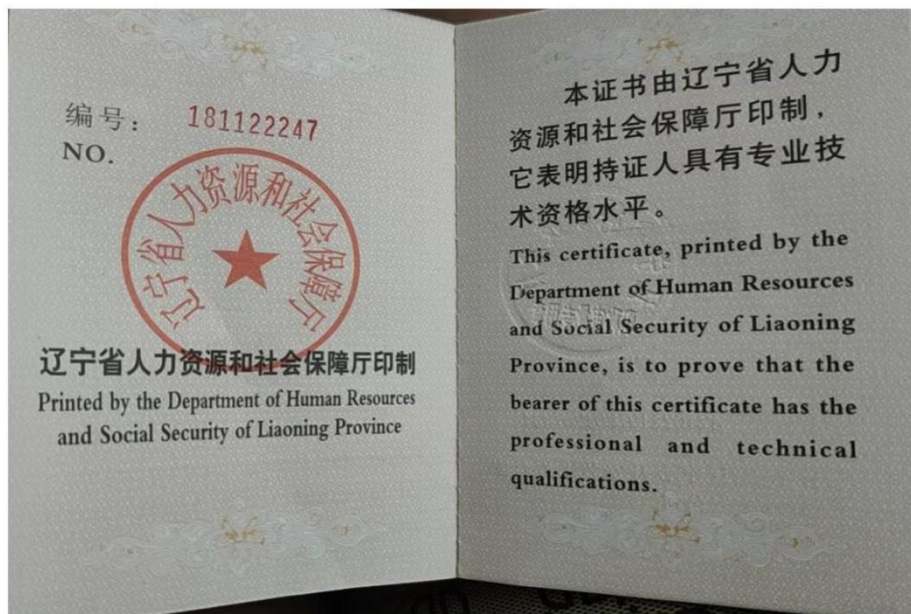 编号: 181122247
NO.
辽宁省人力资源和社会保障厅
辽宁省人力资源和社会保障厅印制
Printed by the Department of Human Resources
and Social Security of Liaoning Province
本证书由辽宁省人力
资源和社会保障厅印制，
它表明持证人具有专业技
术资格水平。
This certificate, printed by the
Department of Human Resources
and Social Security of Liaoning
Province, is to prove that the
bearer of this certificate has the
professional and technical
qualifications.